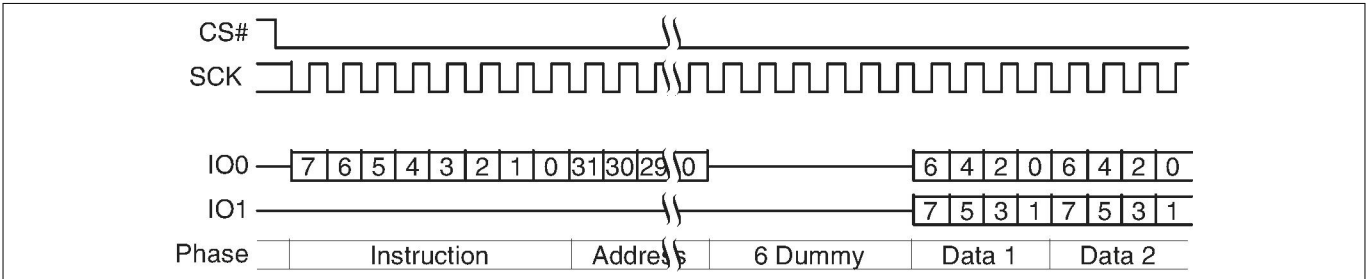 CS#
SCK
IO0 7 6 5 4 3 2 1 0 31 30 29 0 6 4 2 0 6 4 2 0
IO1 7 5 3 1 7 5 3 1
Phase Instruction Address 6 Dummy Data 1 Data 2